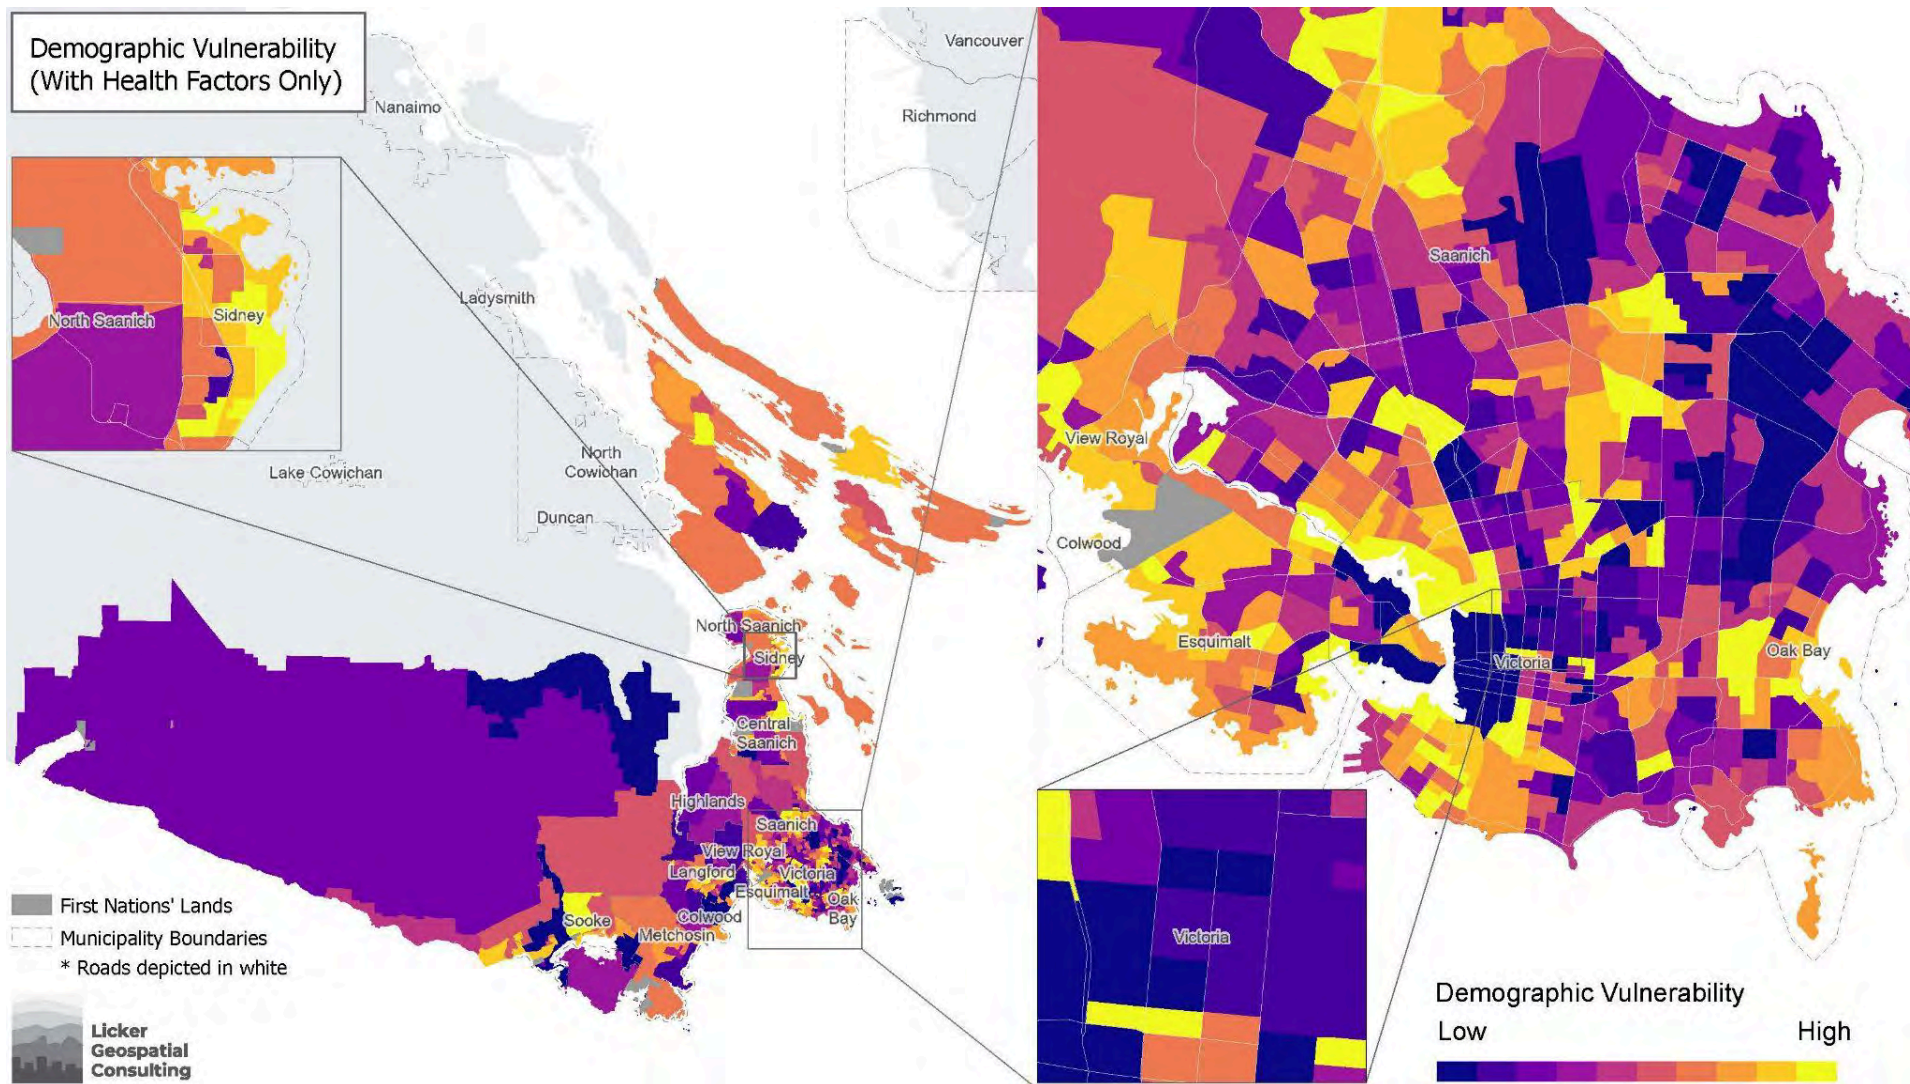 Demographic Vulnerability
(With Health Factors Only)
Vancouver
Nanaimo
Richmond
Ladysmith
North Saanich
Sidney
Lake Cowichan
North
Cowichan
Duncan
North Saanich
Sidney
Central
Saanich
Highlands
Saanich
View Royal
Langford
Victoria
Esquimalt
Oak
Bay
Colwood
Sooke
Metchosin
Saanich
View Royal
Colwood
Esquimalt
Victoria
Oak Bay
Victoria
First Nations' Lands
Municipality Boundaries
* Roads depicted in white
Licker
Geospatial
Consulting
Demographic Vulnerability
Low High